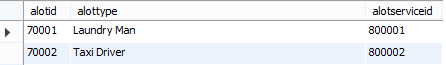 alotid alottype alotserviceid
70001 Laundry Man 800001
70002 Taxi Driver 800002